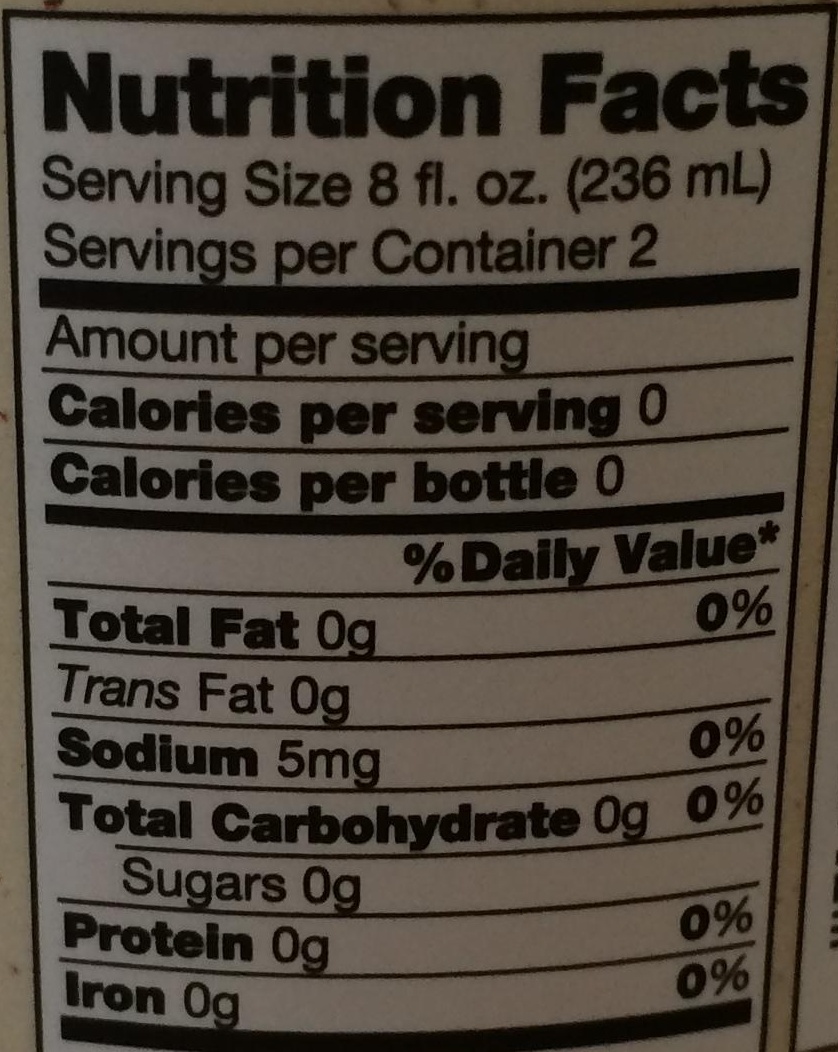 Nutrition Facts
Serving Size 8 fl. oz. (236 mL)
Servings per Container 2
Amount per serving
Calories per serving 0
Calories per bottle 0
% Daily Value*
Total Fat 0g 0%
Trans Fat 0g
Sodium 5mg 0%
Total Carbohydrate 0g 0%
Sugars 0g
Protein 0g 0%
Iron 0g 0%